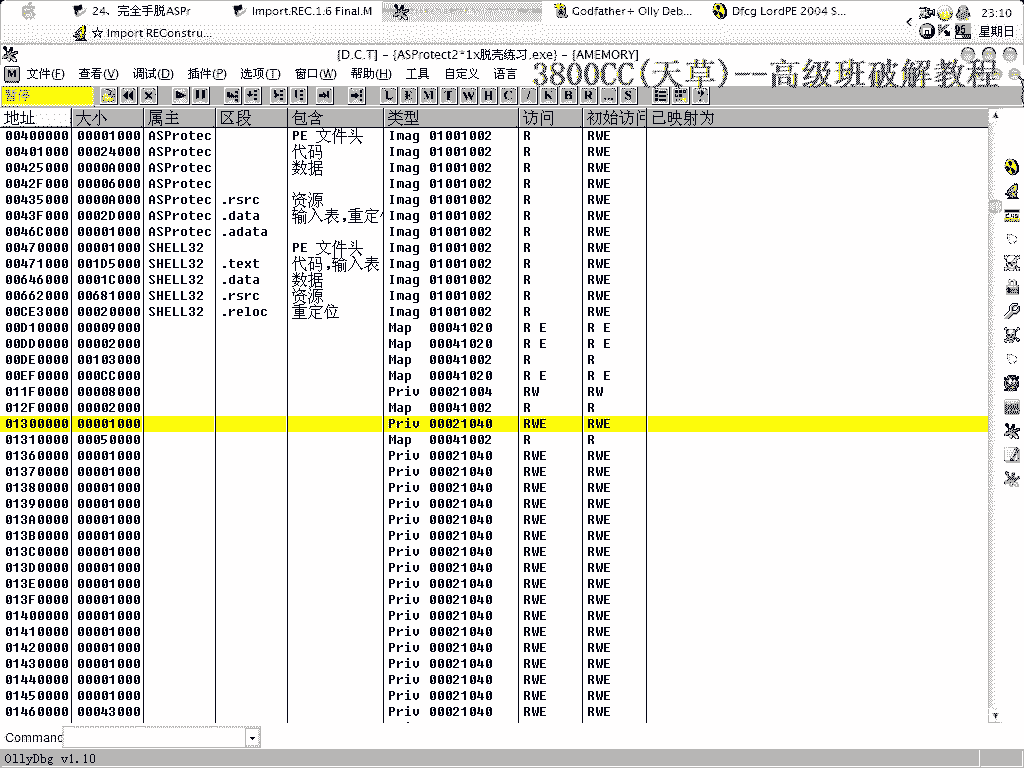 24、完全手脱ASPr Import.REC.1.6 Final.M Godfather+ Olly Deb... Dfcg LordPE 2004 S... 23:10
☆ Import REConstru... 星期日
[D.C.T] - {ASProtect2*1x脱壳练习.exe} - [AMEMORY]
M 文件(F) 查看(V) 调试(D) 插件(P) 选项(T) 窗口(W) 帮助(H) 工具 自定义 语言 3800CC(天草)--高级班破解教程
暂停 L E M T W H C / K B R ... S ?
地址 大小 属主 区段 包含 类型 访问 初始访问 已映射为
00400000 00001000 ASProtec PE 文件头 Imag 01001002 R RWE
00401000 00024000 ASProtec 代码 Imag 01001002 R RWE
00425000 0000A000 ASProtec 数据 Imag 01001002 R RWE
0042F000 00006000 ASProtec Imag 01001002 R RWE
00435000 0000A000 ASProtec .rsrc 资源 Imag 01001002 R RWE
0043F000 0002D000 ASProtec .data 输入表,重定位 Imag 01001002 R RWE
0046C000 00001000 ASProtec .adata Imag 01001002 R RWE
00470000 00001000 SHELL32 PE 文件头 Imag 01001002 R RWE
00471000 001D5000 SHELL32 .text 代码,输入表 Imag 01001002 R RWE
00646000 0001C000 SHELL32 .data 数据 Imag 01001002 R RWE
00662000 00681000 SHELL32 .rsrc 资源 Imag 01001002 R RWE
00CE3000 00020000 SHELL32 .reloc 重定位 Imag 01001002 R RWE
00D10000 00009000 Map 00041020 R E R E
00DD0000 00002000 Map 00041020 R E R E
00DE0000 00103000 Map 00041002 R R
00EF0000 000CC000 Map 00041020 R E R E
011F0000 00008000 Priv 00021004 RW RW
012F0000 00002000 Map 00041002 R R
01300000 00001000 Priv 00021040 RWE RWE
01310000 00050000 Map 00041002 R R
01360000 00001000 Priv 00021040 RWE RWE
01370000 00001000 Priv 00021040 RWE RWE
01380000 00001000 Priv 00021040 RWE RWE
01390000 00001000 Priv 00021040 RWE RWE
013A0000 00001000 Priv 00021040 RWE RWE
013B0000 00001000 Priv 00021040 RWE RWE
013C0000 00001000 Priv 00021040 RWE RWE
013D0000 00001000 Priv 00021040 RWE RWE
013E0000 00001000 Priv 00021040 RWE RWE
013F0000 00001000 Priv 00021040 RWE RWE
01400000 00001000 Priv 00021040 RWE RWE
01410000 00001000 Priv 00021040 RWE RWE
01420000 00001000 Priv 00021040 RWE RWE
01430000 00001000 Priv 00021040 RWE RWE
01440000 00001000 Priv 00021040 RWE RWE
01450000 00001000 Priv 00021040 RWE RWE
01460000 00043000 Priv 00021040 RWE RWE
Command
OllyDbg v1.10